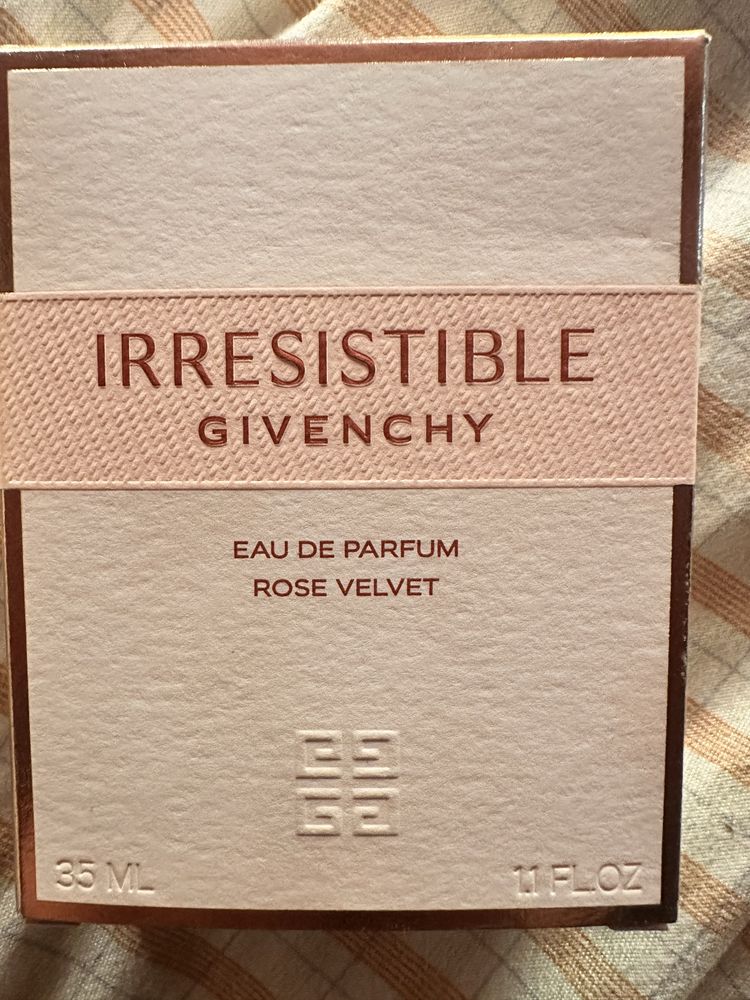 IRRESISTIBLE
GIVENCHY
EAU DE PARFUM
ROSE VELVET
35 ML 1.1 FL.OZ